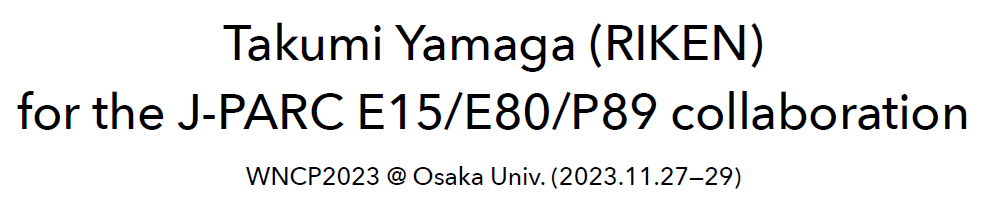 Takumi Yamaga (RIKEN)
for the J-PARC E15/E80/P89 collaboration
WNCP2023 @ Osaka Univ. (2023.11.27–29)